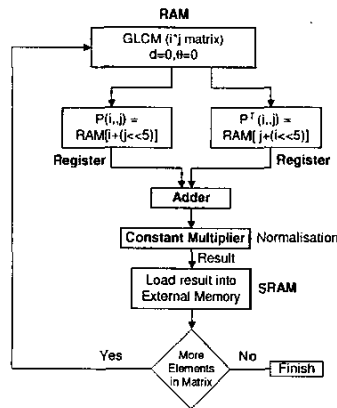 RAM
GLCM (i*j matrix)
d=0,θ=0
P(i,,j) =
RAM[i+(j<<5)]
P^T (i,,j) =
RAM[ j+(i<<5)]
Register
Register
Adder
Constant Multiplier
Normalisation
Result
Load result into
External Memory
SRAM
Yes
More
Elements
in Matrix
No
Finish